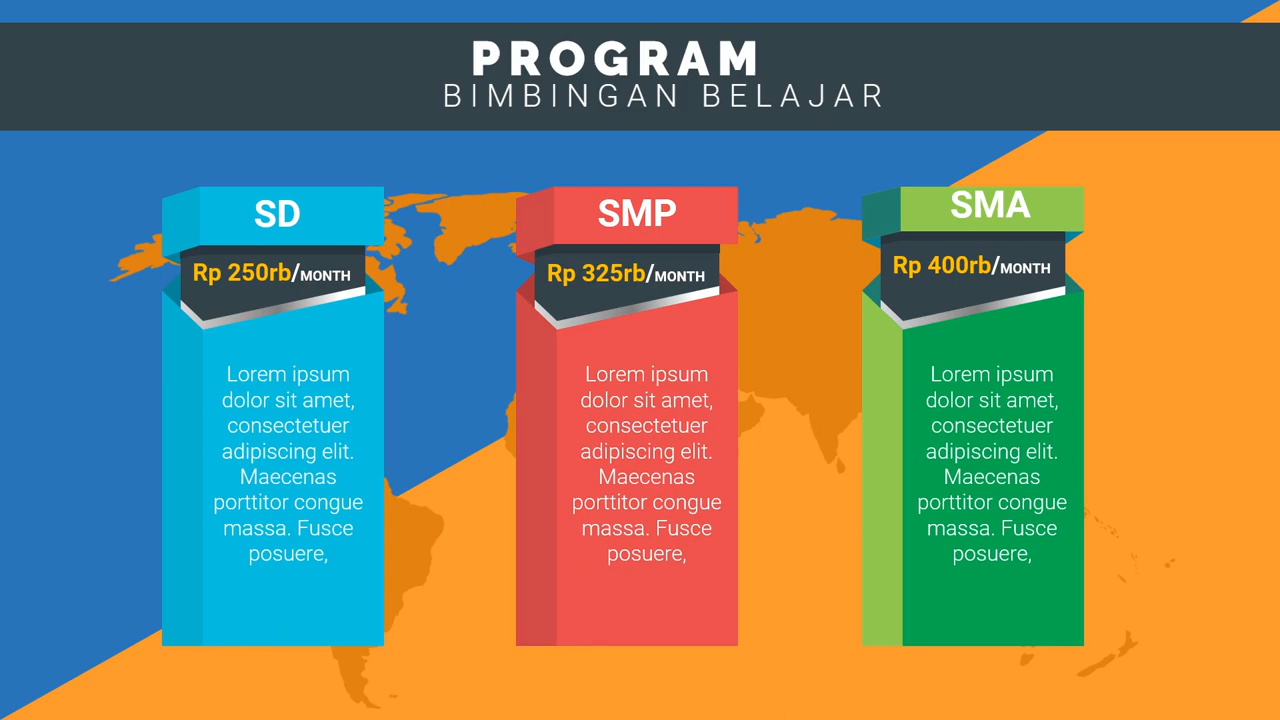 PROGRAM
BIMBINGAN BELAJAR
SD
Rp 250rb/MONTH
Lorem ipsum
dolor sit amet,
consectetuer
adipiscing elit.
Maecenas
porttitor congue
massa. Fusce
posuere,
SMP
Rp 325rb/MONTH
Lorem ipsum
dolor sit amet,
consectetuer
adipiscing elit.
Maecenas
porttitor congue
massa. Fusce
posuere,
SMA
Rp 400rb/MONTH
Lorem ipsum
dolor sit amet,
consectetuer
adipiscing elit.
Maecenas
porttitor congue
massa. Fusce
posuere,